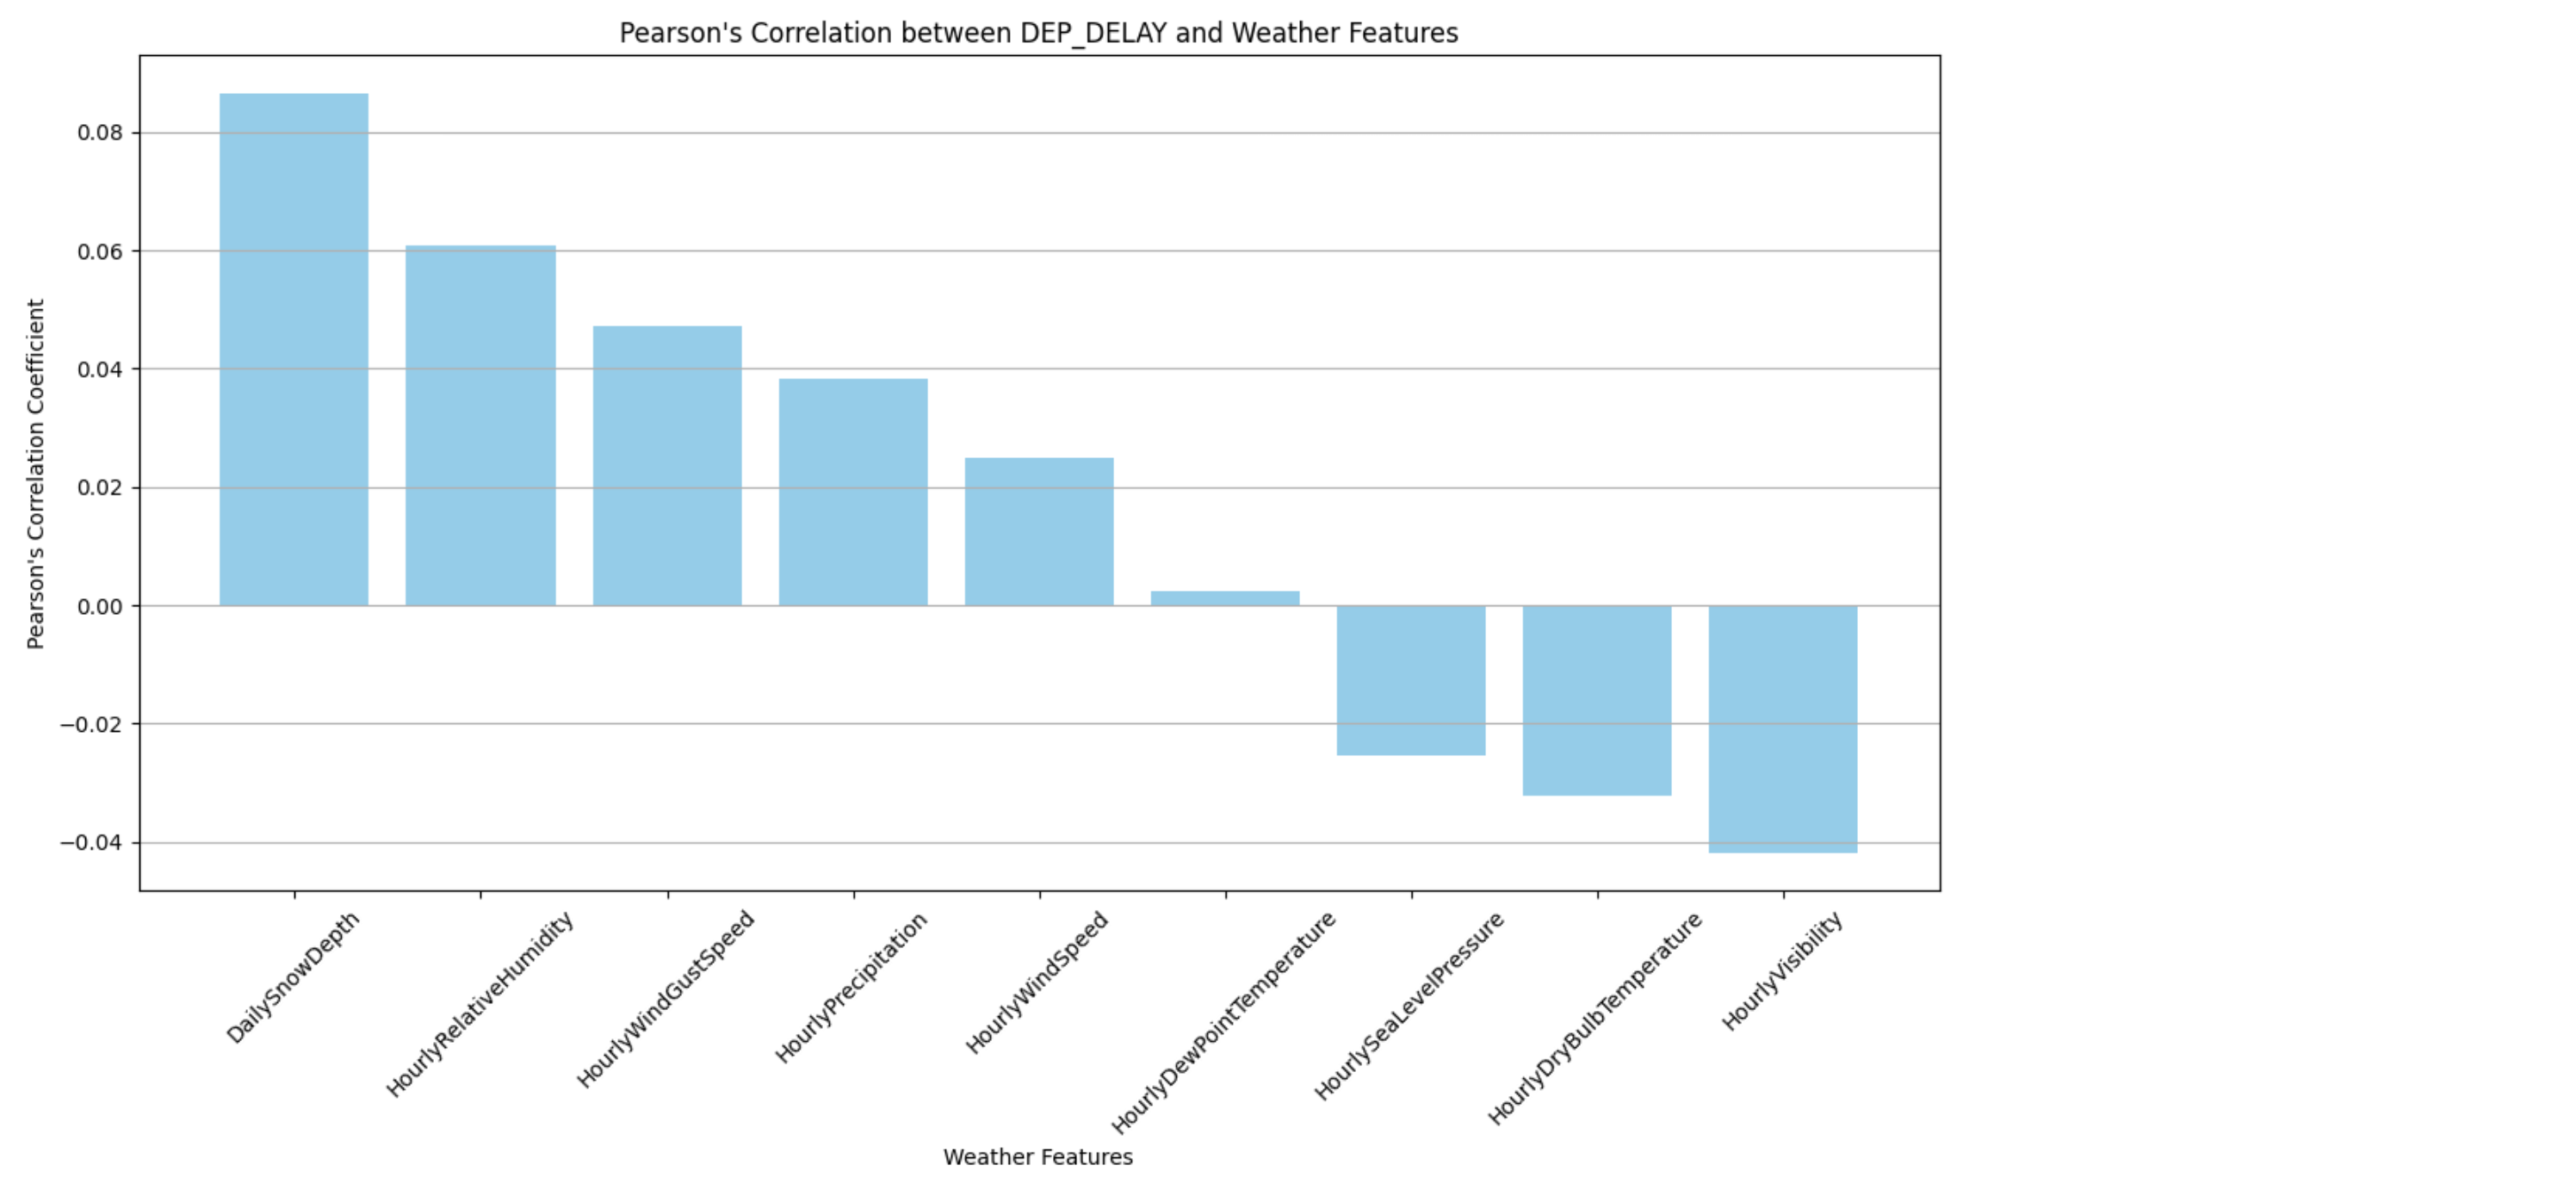 Pearson's Correlation between DEP_DELAY and Weather Features
Pearson's Correlation Coefficient
0.08
0.06
0.04
0.02
0.00
−0.02
−0.04
DailySnowDepth
HourlyRelativeHumidity
HourlyWindGustSpeed
HourlyPrecipitation
HourlyWindSpeed
HourlyDewPointTemperature
HourlySeaLevelPressure
HourlyDryBulbTemperature
HourlyVisibility
Weather Features